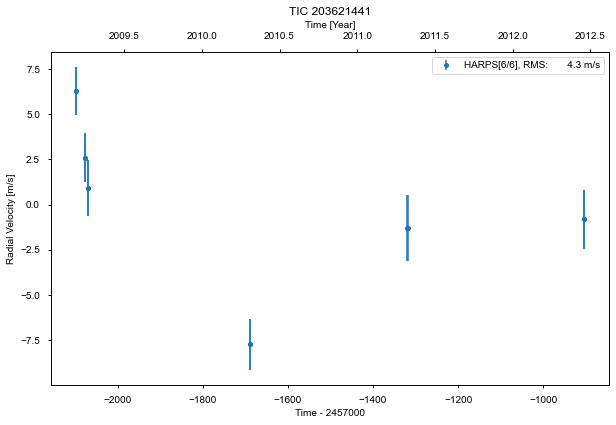 TIC 203621441
Time [Year]
2009.5 2010.0 2010.5 2011.0 2011.5 2012.0 2012.5
HARPS[6/6], RMS: 4.3 m/s
Radial Velocity [m/s]
7.5
5.0
2.5
0.0
−2.5
−5.0
−7.5
−2000 −1800 −1600 −1400 −1200 −1000
Time - 2457000